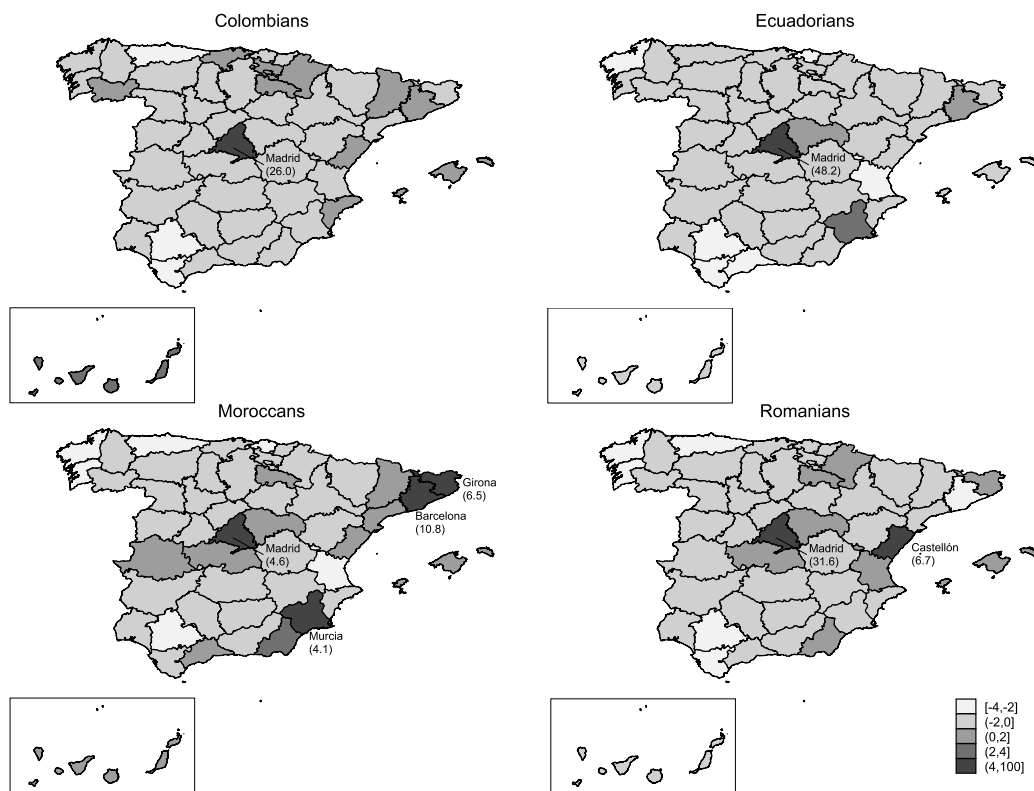 Colombians
Ecuadorians
Madrid
(26.0)
Madrid
(48.2)
Moroccans
Romanians
Girona
(6.5)
Barcelona
(10.8)
Madrid
(4.6)
Murcia
(4.1)
Madrid
(31.6)
Castellón
(6.7)
[-4,-2]
(-2,0]
(0,2]
(2,4]
(4,100]